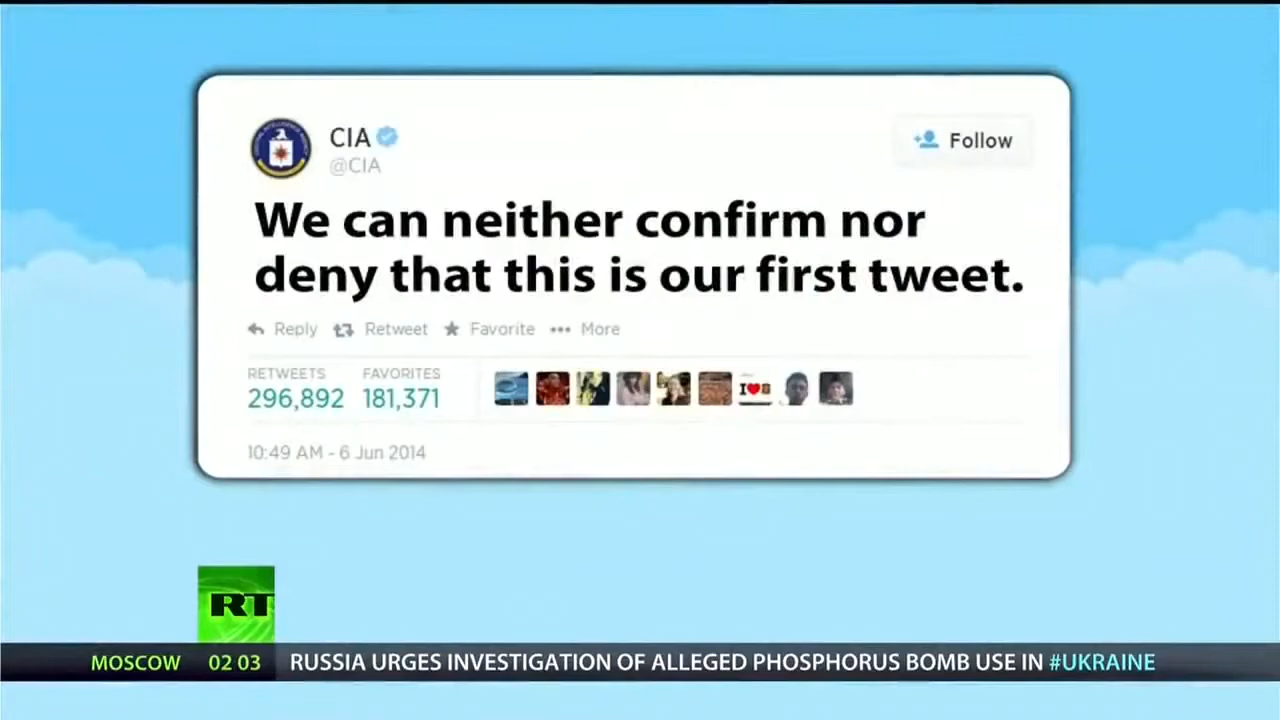 CIA
@CIA
Follow
We can neither confirm nor
deny that this is our first tweet.
Reply Retweet Favorite More
RETWEETS FAVORITES
296,892 181,371
I❤
10:49 AM - 6 Jun 2014
RT
MOSCOW 02 03 RUSSIA URGES INVESTIGATION OF ALLEGED PHOSPHORUS BOMB USE IN #UKRAINE